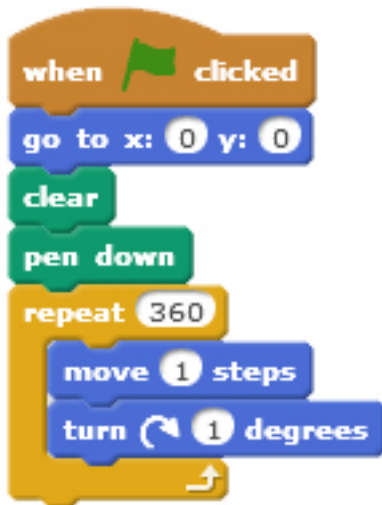 when clicked
go to x: 0 y: 0
clear
pen down
repeat 360
move 1 steps
turn 1 degrees